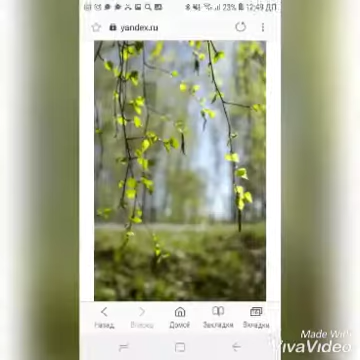 23% 12:49 ДП
yandex.ru
Назад Вперед Домой Закладки Вкладки
Made With
VivaVideo